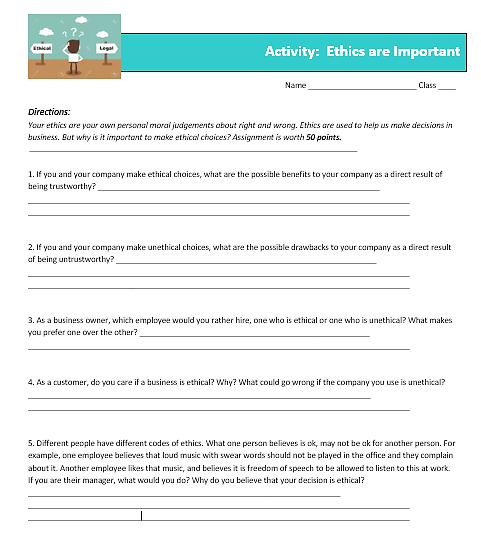 Ethical
Legal
Activity: Ethics are Important
Name ______________________ Class ____
Directions:
Your ethics are your own personal moral judgements about right and wrong. Ethics are used to help us make decisions in
business. But why is it important to make ethical choices? Assignment is worth 50 points.
1. If you and your company make ethical choices, what are the possible benefits to your company as a direct result of
being trustworthy?
2. If you and your company make unethical choices, what are the possible drawbacks to your company as a direct result
of being untrustworthy?
3. As a business owner, which employee would you rather hire, one who is ethical or one who is unethical? What makes
you prefer one over the other?
4. As a customer, do you care if a business is ethical? Why? What could go wrong if the company you use is unethical?
5. Different people have different codes of ethics. What one person believes is ok, may not be ok for another person. For
example, one employee believes that loud music with swear words should not be played in the office and they complain
about it. Another employee likes that music, and believes it is freedom of speech to be allowed to listen to this at work.
If you are their manager, what would you do? Why do you believe that your decision is ethical?